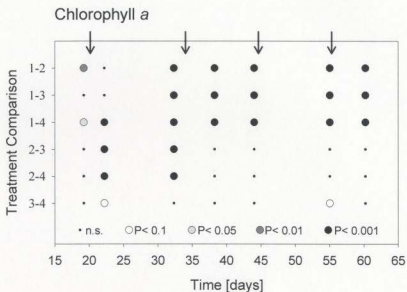 Chlorophyll a
Treatment Comparison
1-2
1-3
1-4
2-3
2-4
3-4
n.s. P< 0.1 P< 0.05 P< 0.01 P< 0.001
15 20 25 30 35 40 45 50 55 60 65
Time [days]